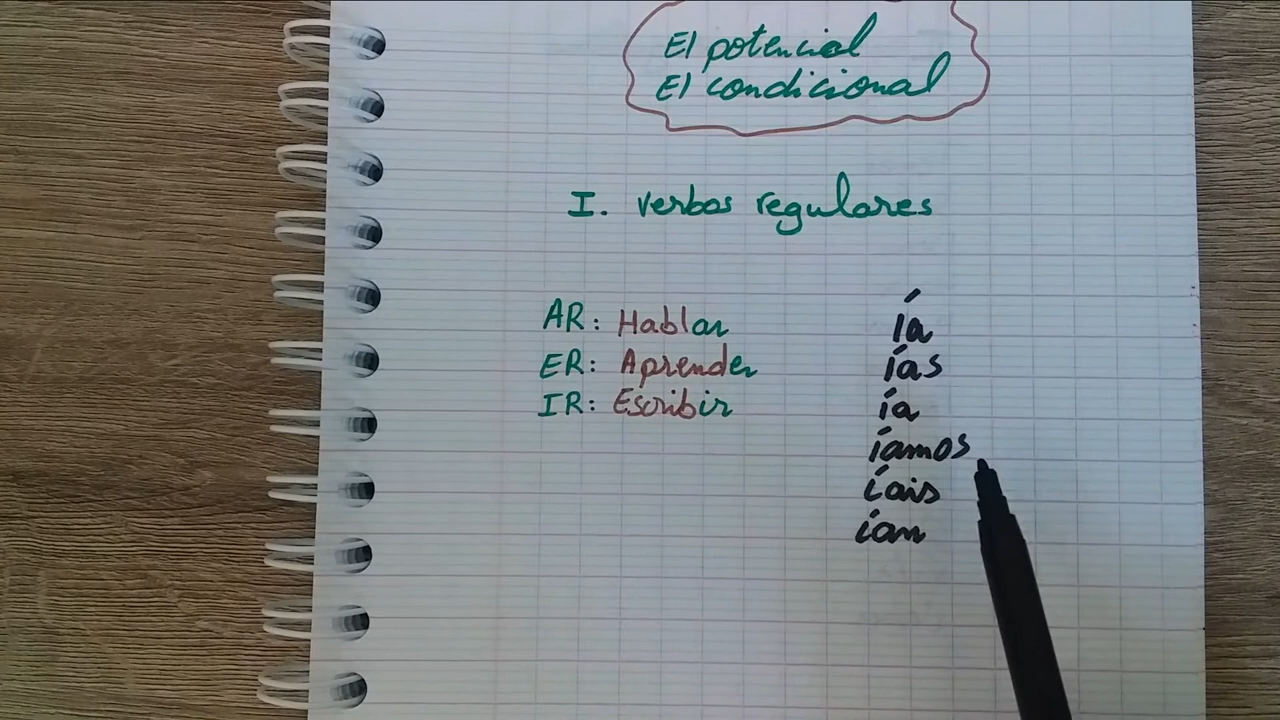 El potencial
El condicional
I. verbos regulares
AR: Hablar
ER: Aprender
IR: Escribir
ía
ías
ía
íamos
íais
ían